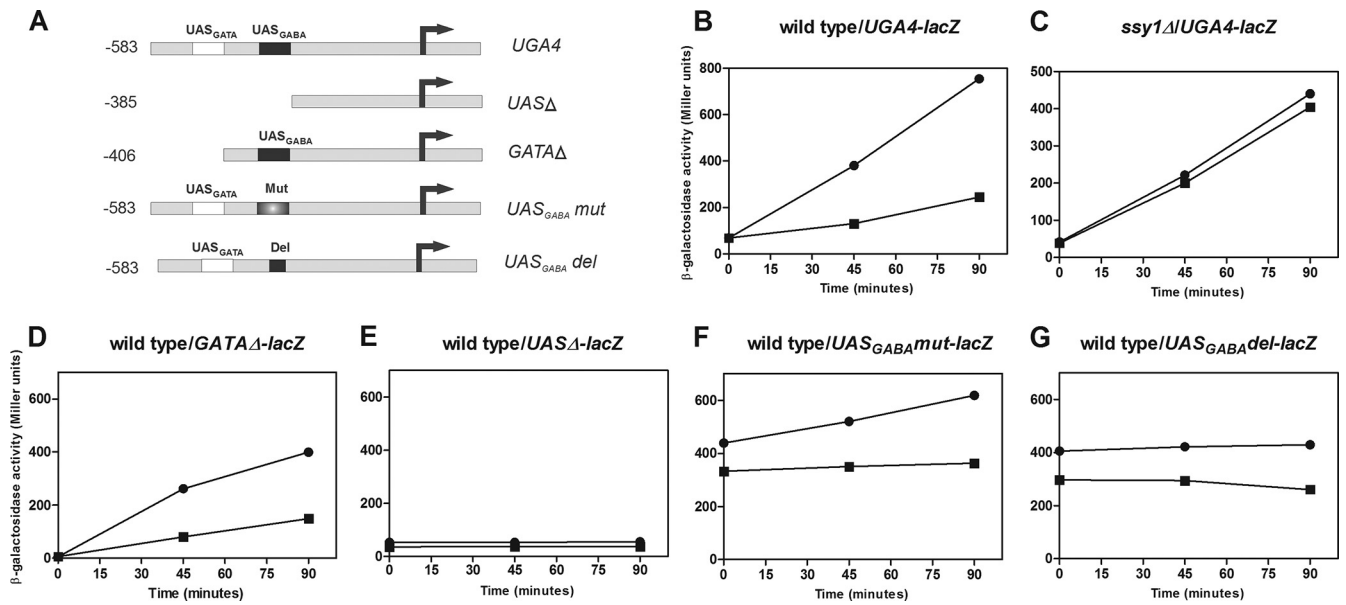 A
UAS_GATA UAS_GABA
-583 UGA4
-385 UASΔ
UAS_GABA
-406 GATAΔ
UAS_GATA Mut
-583 UAS_GABA mut
UAS_GATA Del
-583 UAS_GABA del
B
wild type/UGA4-lacZ
β-galactosidase activity (Miller units)
800
600
400
200
0
0 15 30 45 60 75 90
Time (minutes)
C
ssy1Δ/UGA4-lacZ
500
400
300
200
100
0
0 15 30 45 60 75 90
Time (minutes)
D
wild type/GATAΔ-lacZ
β-galactosidase activity (Miller units)
600
400
200
0
0 15 30 45 60 75 90
Time (minutes)
E
wild type/UASΔ-lacZ
600
400
200
0
0 15 30 45 60 75 90
Time (minutes)
F
wild type/UAS_GABAmut-lacZ
600
400
200
0
0 15 30 45 60 75 90
Time (minutes)
G
wild type/UAS_GABAdel-lacZ
600
400
200
0
0 15 30 45 60 75 90
Time (minutes)